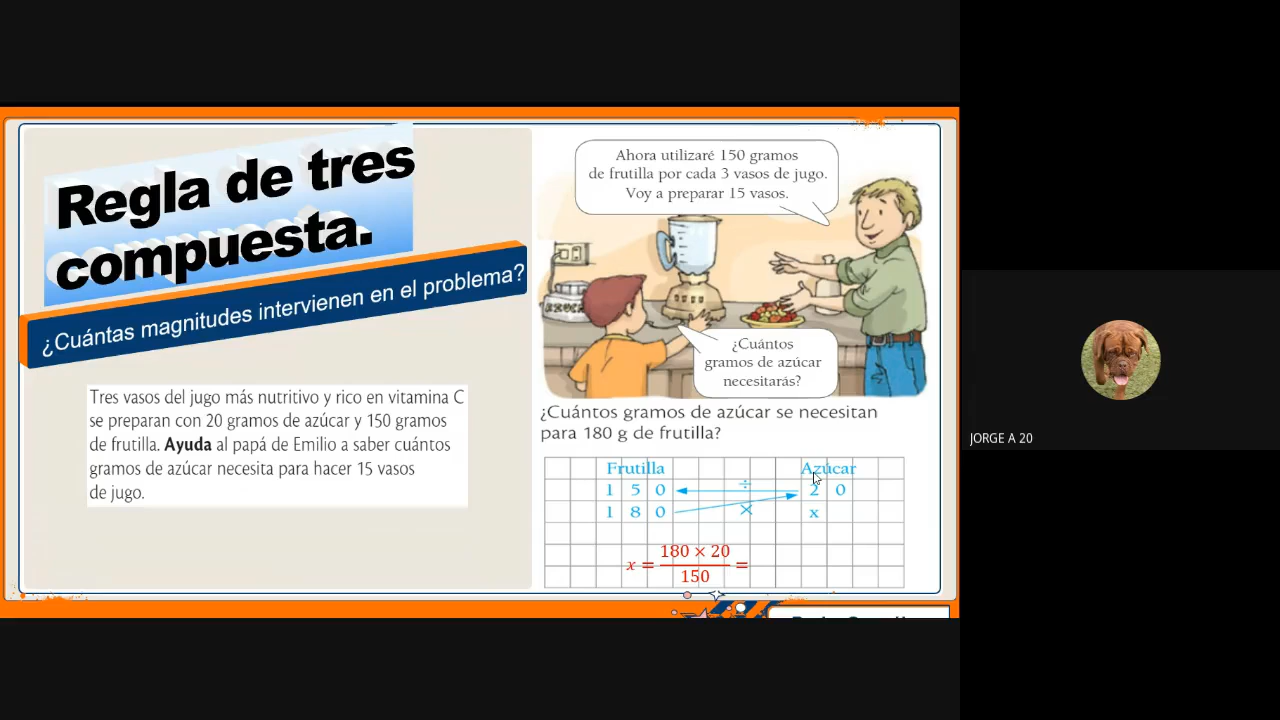 Regla de tres
compuesta.
¿Cuántas magnitudes intervienen en el problema?
Tres vasos del jugo más nutritivo y rico en vitamina C
se preparan con 20 gramos de azúcar y 150 gramos
de frutilla. Ayuda al papá de Emilio a saber cuántos
gramos de azúcar necesita para hacer 15 vasos
de jugo.
Ahora utilizaré 150 gramos
de frutilla por cada 3 vasos de jugo.
Voy a preparar 15 vasos.
AZUCAR
¿Cuántos
gramos de azúcar
necesitarás?
¿Cuántos gramos de azúcar se necesitan
para 180 g de frutilla?
Frutilla Azúcar
1 5 0 ÷ 2 0
1 8 0 × x
x = 180 × 20 / 150 =
JORGE A 20